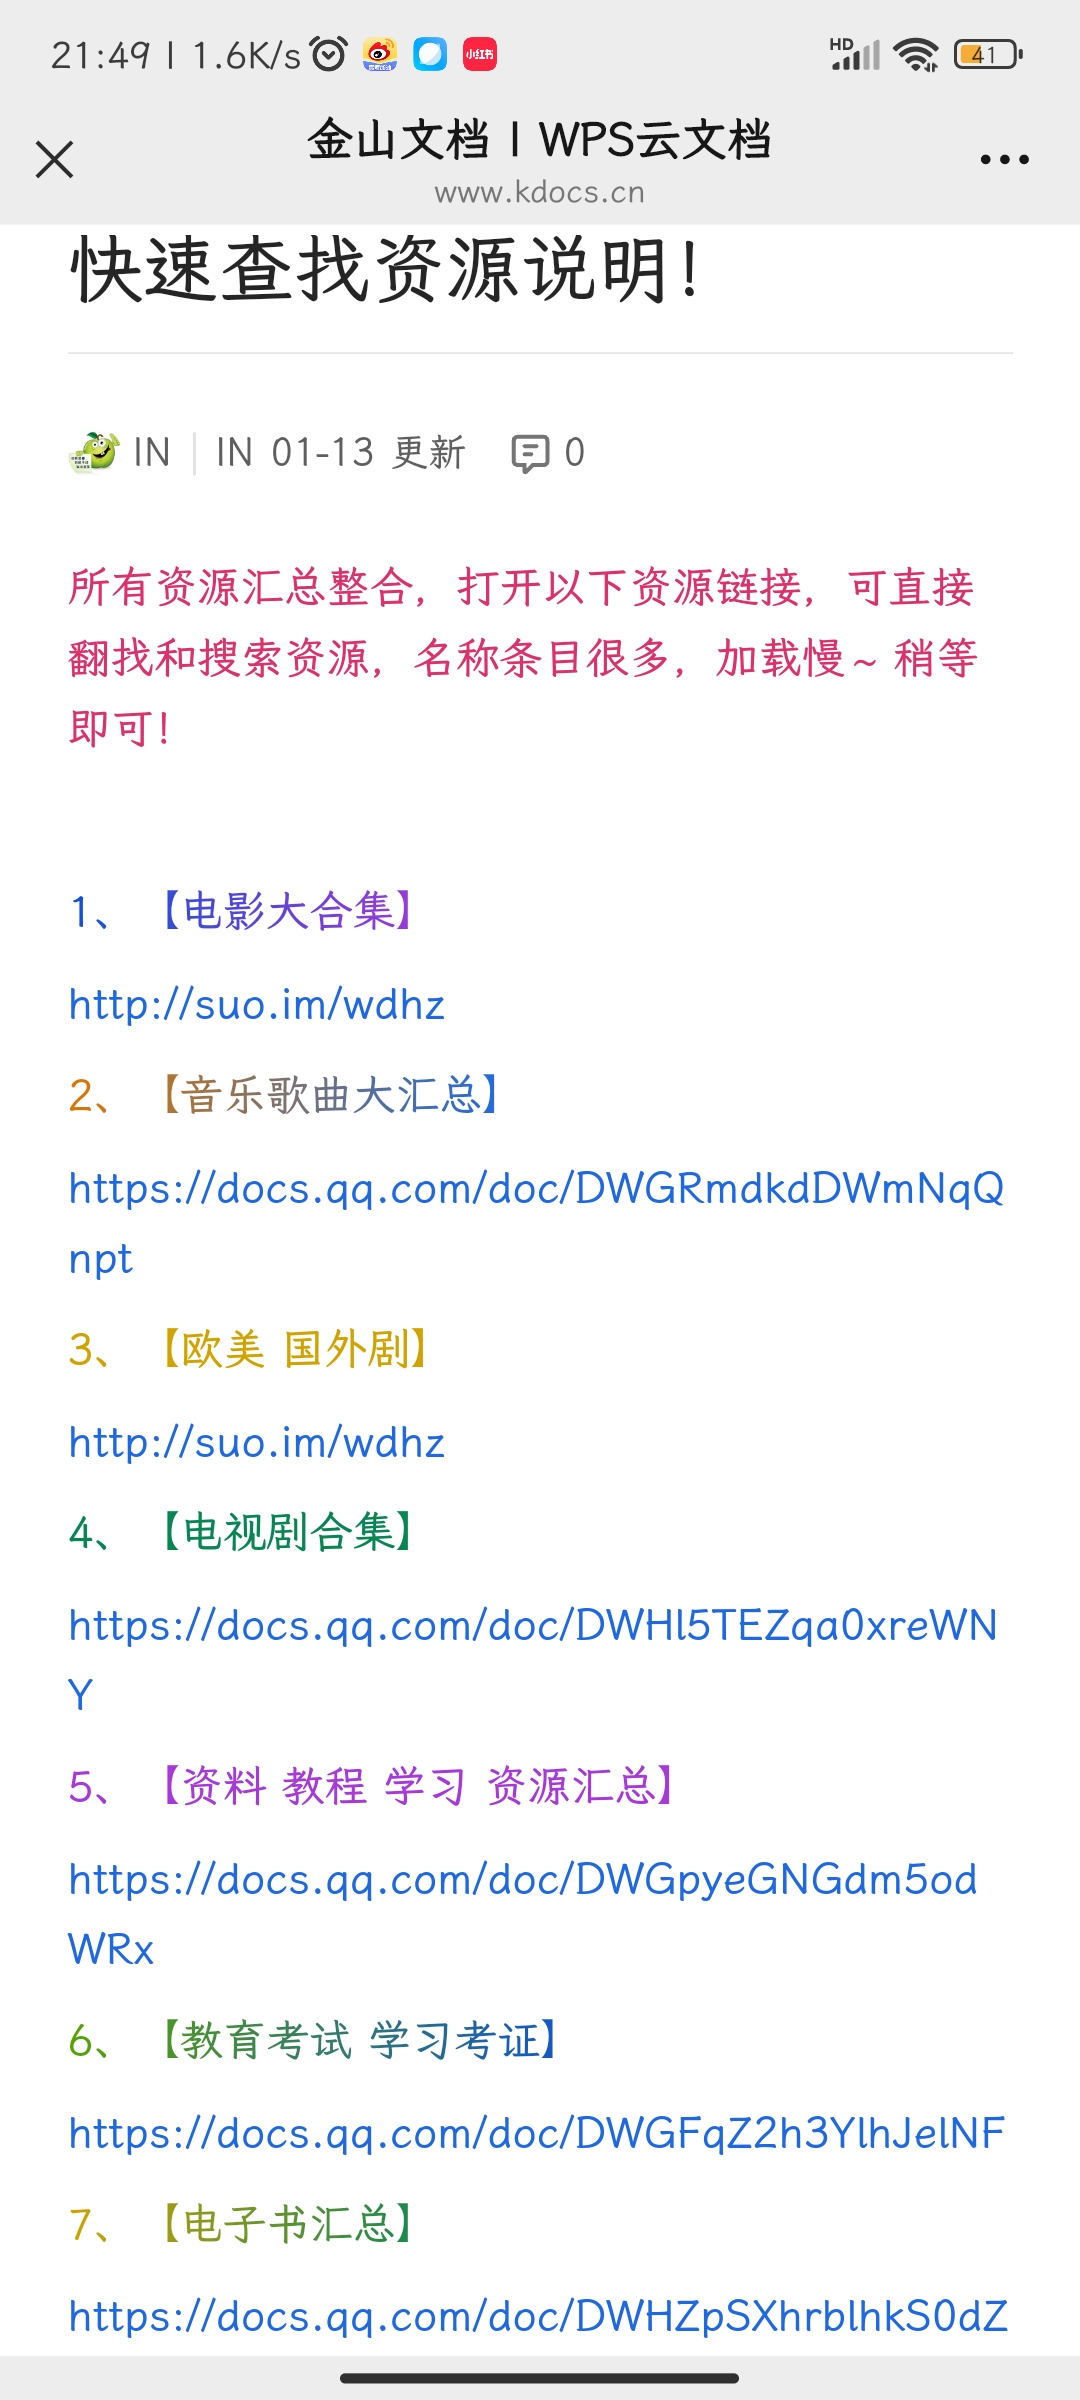 21:49 | 1.6K/s
小红书
HD
41
金山文档 | WPS云文档
www.kdocs.cn
快速查找资源说明！
IN | IN 01-13 更新 0
所有资源汇总整合，打开以下资源链接，可直接
翻找和搜索资源，名称条目很多，加载慢~ 稍等
即可！
1、【电影大合集】
http://suo.im/wdhz
2、【音乐歌曲大汇总】
https://docs.qq.com/doc/DWGRmdkdDWmNqQ
npt
3、【欧美 国外剧】
http://suo.im/wdhz
4、【电视剧合集】
https://docs.qq.com/doc/DWHl5TEZqa0xreWN
Y
5、【资料 教程 学习 资源汇总】
https://docs.qq.com/doc/DWGpyeGNGdm5od
WRx
6、【教育考试 学习考证】
https://docs.qq.com/doc/DWGFqZ2h3YlhJelNF
7、【电子书汇总】
https://docs.qq.com/doc/DWHZpSXhrblhkS0dZ